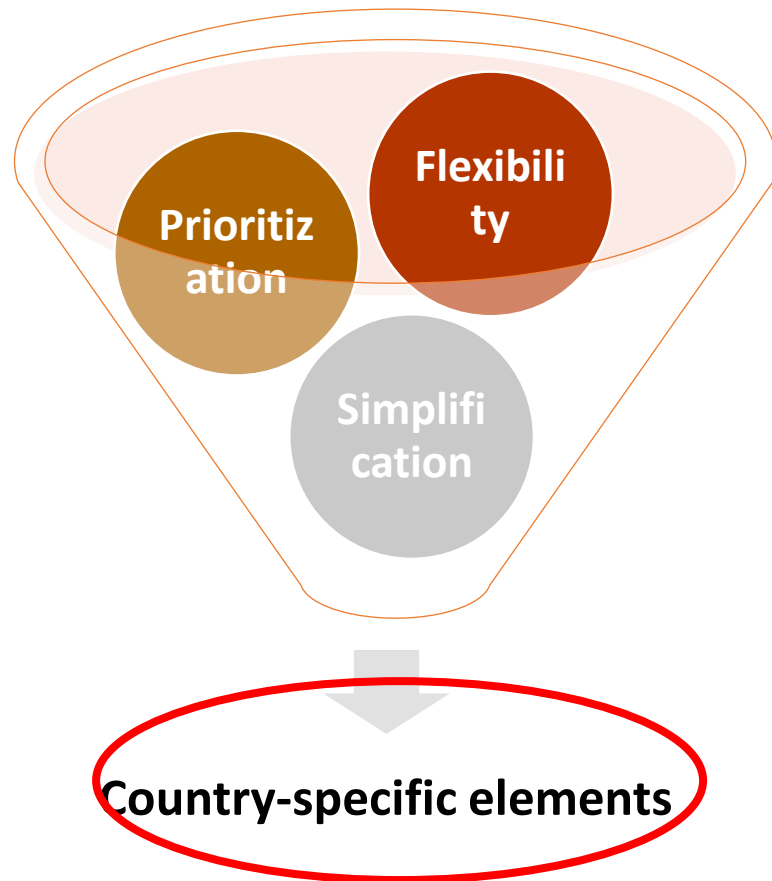 Flexibili
ty
Prioritiz
ation
Simplifi
cation
Country-specific elements